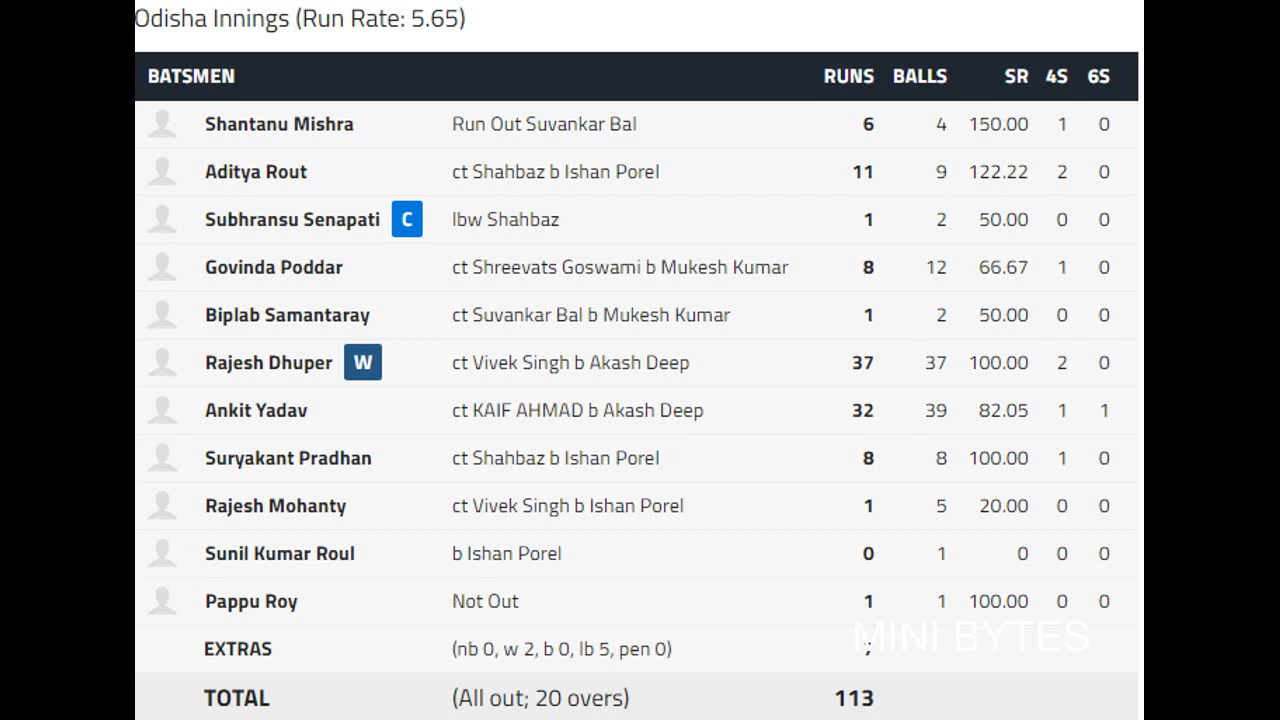 Odisha Innings (Run Rate: 5.65)
BATSMEN RUNS BALLS SR 4S 6S
Shantanu Mishra Run Out Suvankar Bal 6 4 150.00 1 0
Aditya Rout ct Shahbaz b Ishan Porel 11 9 122.22 2 0
Subhransu Senapati C lbw Shahbaz 1 2 50.00 0 0
Govinda Poddar ct Shreevats Goswami b Mukesh Kumar 8 12 66.67 1 0
Biplab Samantaray ct Suvankar Bal b Mukesh Kumar 1 2 50.00 0 0
Rajesh Dhuper W ct Vivek Singh b Akash Deep 37 37 100.00 2 0
Ankit Yadav ct KAIF AHMAD b Akash Deep 32 39 82.05 1 1
Suryakant Pradhan ct Shahbaz b Ishan Porel 8 8 100.00 1 0
Rajesh Mohanty ct Vivek Singh b Ishan Porel 1 5 20.00 0 0
Sunil Kumar Roul b Ishan Porel 0 1 0 0 0
Pappu Roy Not Out 1 1 100.00 0 0
MINI BYTES
EXTRAS (nb 0, w 2, b 0, lb 5, pen 0)
TOTAL (All out; 20 overs) 113